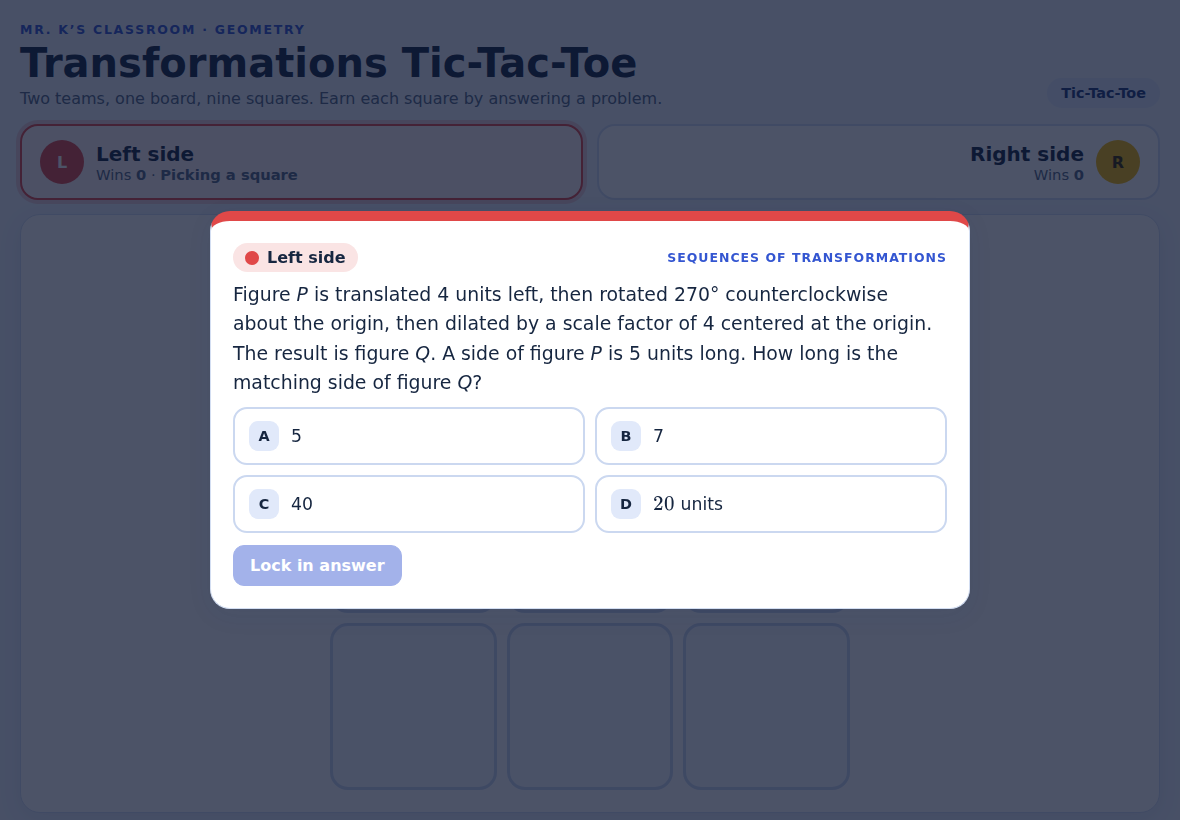 MR. K’S CLASSROOM · GEOMETRY
Transformations Tic-Tac-Toe
Two teams, one board, nine squares. Earn each square by answering a problem.
Tic-Tac-Toe
L
Left side
Wins 0 · Picking a square
Right side
Wins 0
R
Left side
SEQUENCES OF TRANSFORMATIONS
Figure P is translated 4 units left, then rotated 270° counterclockwise
about the origin, then dilated by a scale factor of 4 centered at the origin.
The result is figure Q. A side of figure P is 5 units long. How long is the
matching side of figure Q?
A 5
B 7
C 40
D 20 units
Lock in answer